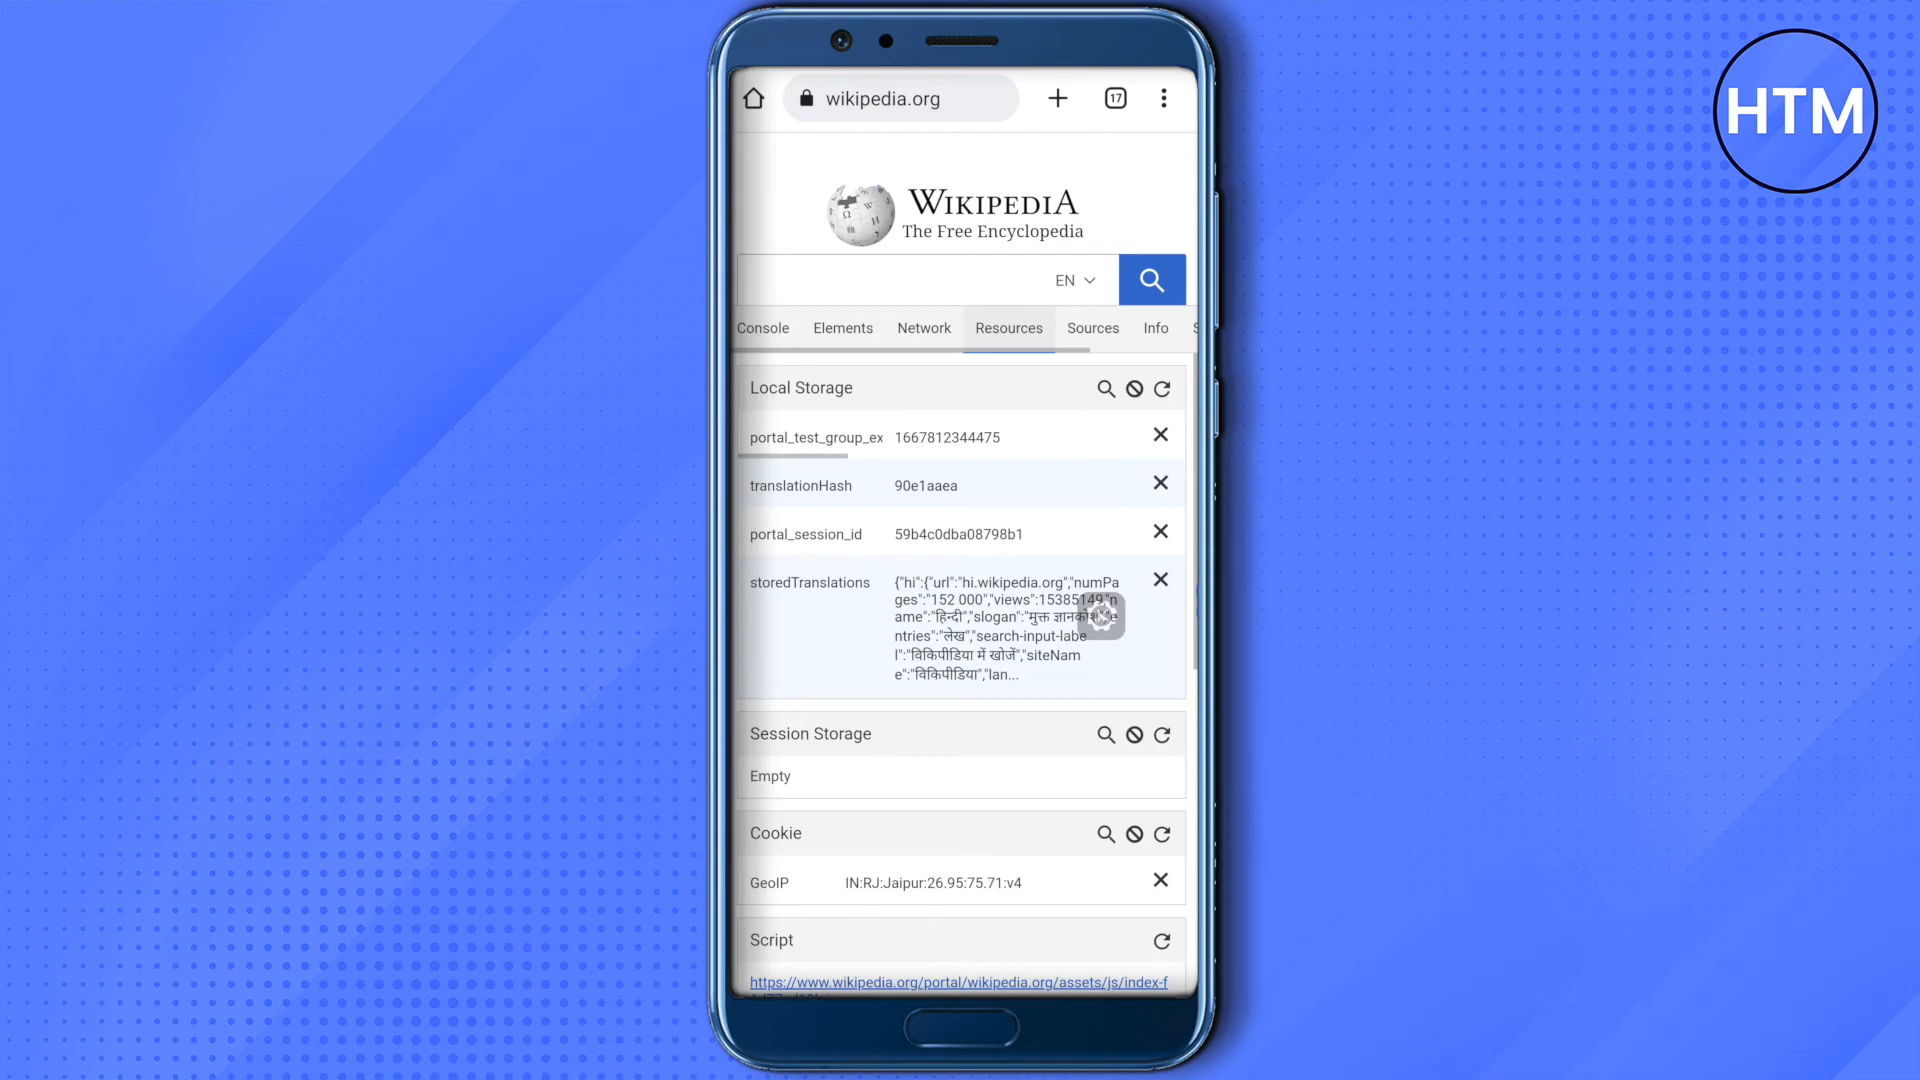 HTM
wikipedia.org
17
WIKIPEDIA
The Free Encyclopedia
EN
Console Elements Network Resources Sources Info
Local Storage
portal_test_group_ex 1667812344475
translationHash 90e1aaea
portal_session_id 59b4c0dba08798b1
storedTranslations {"hi":{"url":"hi.wikipedia.org","numPa
ges":"152 000","views":15385149,"n
ame":"हिन्दी","slogan":"मुक्त ज्ञानकोश","e
ntries":"लेख","search-input-labe
l":"विकिपीडिया में खोजें","siteNam
e":"विकिपीडिया","lan...
Session Storage
Empty
Cookie
GeoIP IN:RJ:Jaipur:26.95:75.71:v4
Script
https://www.wikipedia.org/portal/wikipedia.org/assets/js/index-f